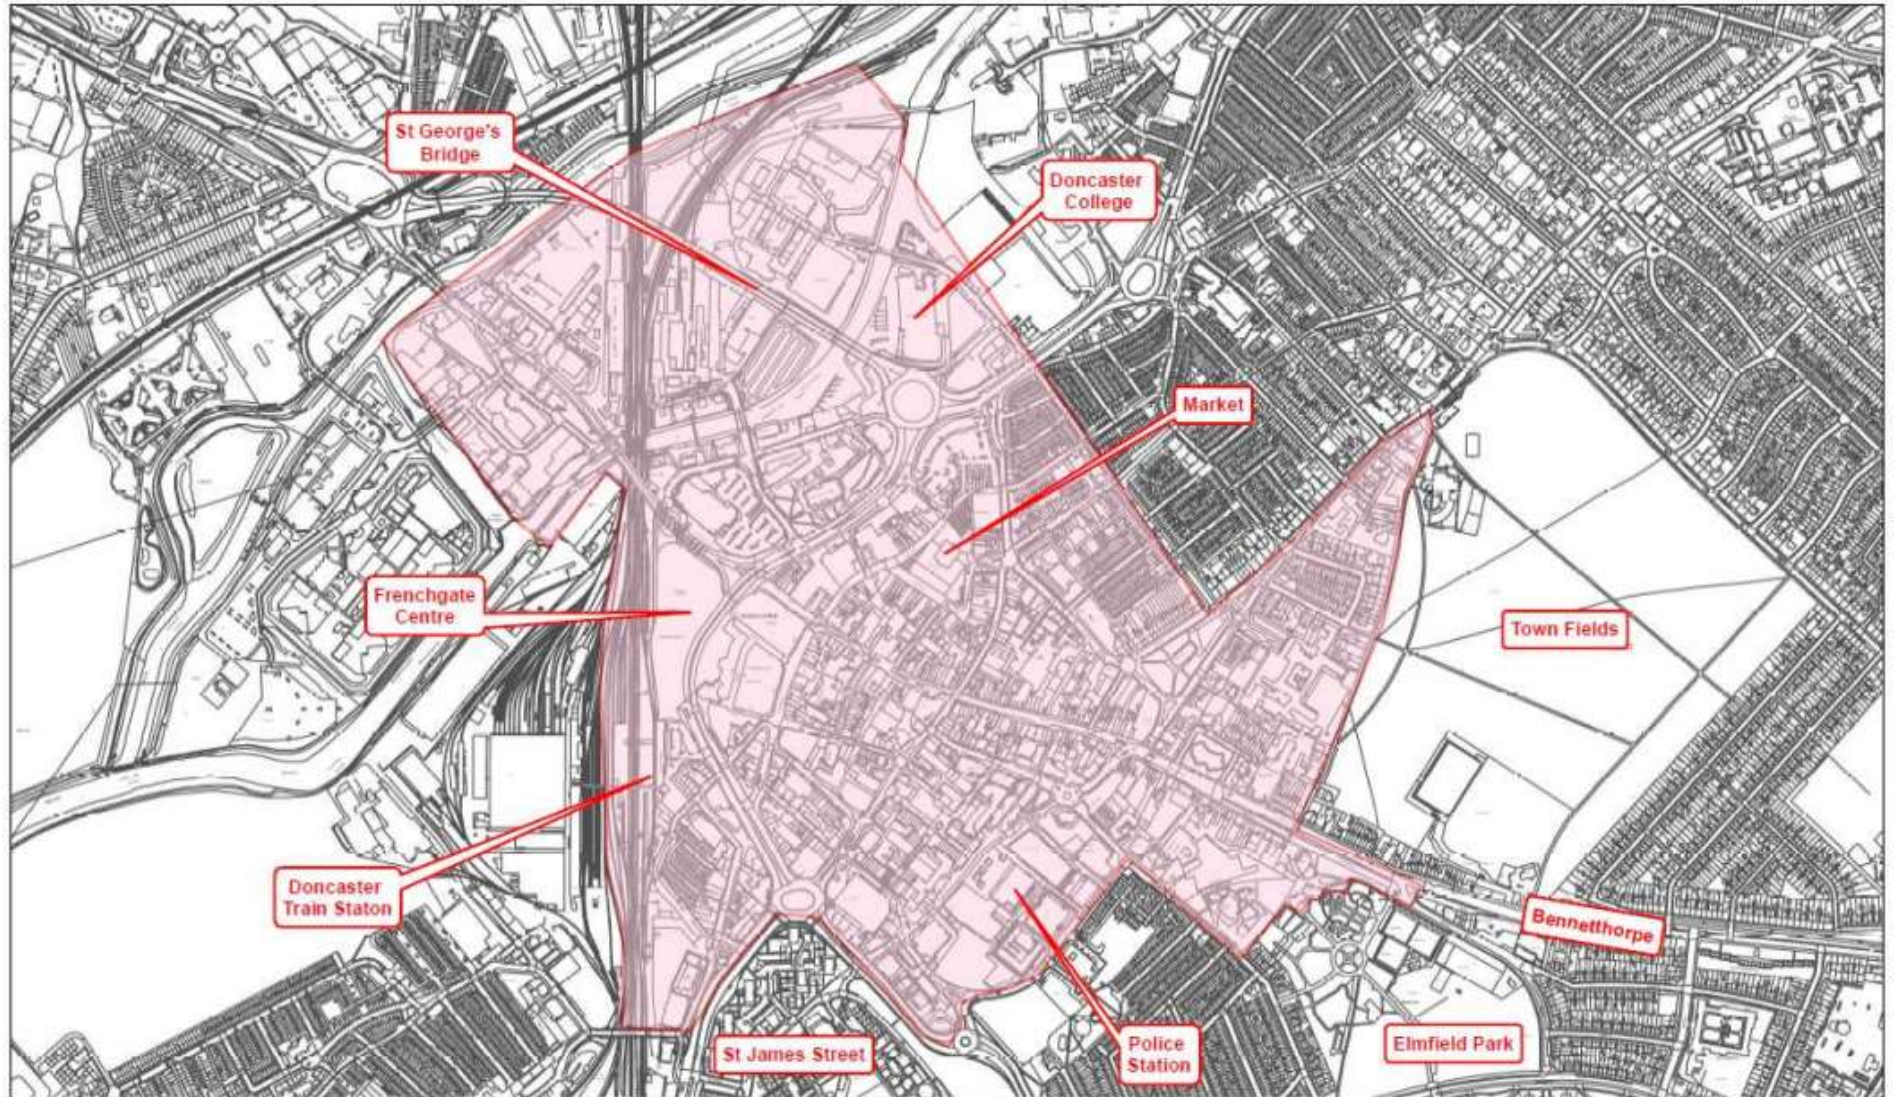 St George's
Bridge
Doncaster
College
Market
Frenchgate
Centre
Town Fields
Doncaster
Train Staton
Bennetthorpe
St James Street
Police
Station
Elmfield Park